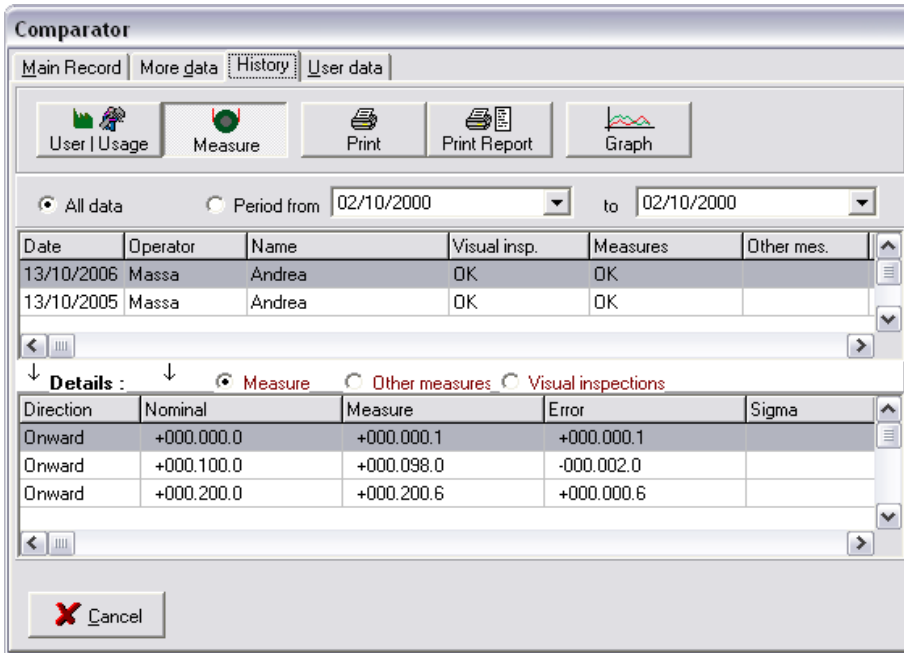 Comparator
Main Record More data History User data
User | Usage Measure Print Print Report Graph
All data Period from 02/10/2000 to 02/10/2000
Date Operator Name Visual insp. Measures Other mes.
13/10/2006 Massa Andrea OK OK
13/10/2005 Massa Andrea OK OK
↓ Details : ↓ Measure Other measures Visual inspections
Direction Nominal Measure Error Sigma
Onward +000.000.0 +000.000.1 +000.000.1
Onward +000.100.0 +000.098.0 -000.002.0
Onward +000.200.0 +000.200.6 +000.000.6
Cancel